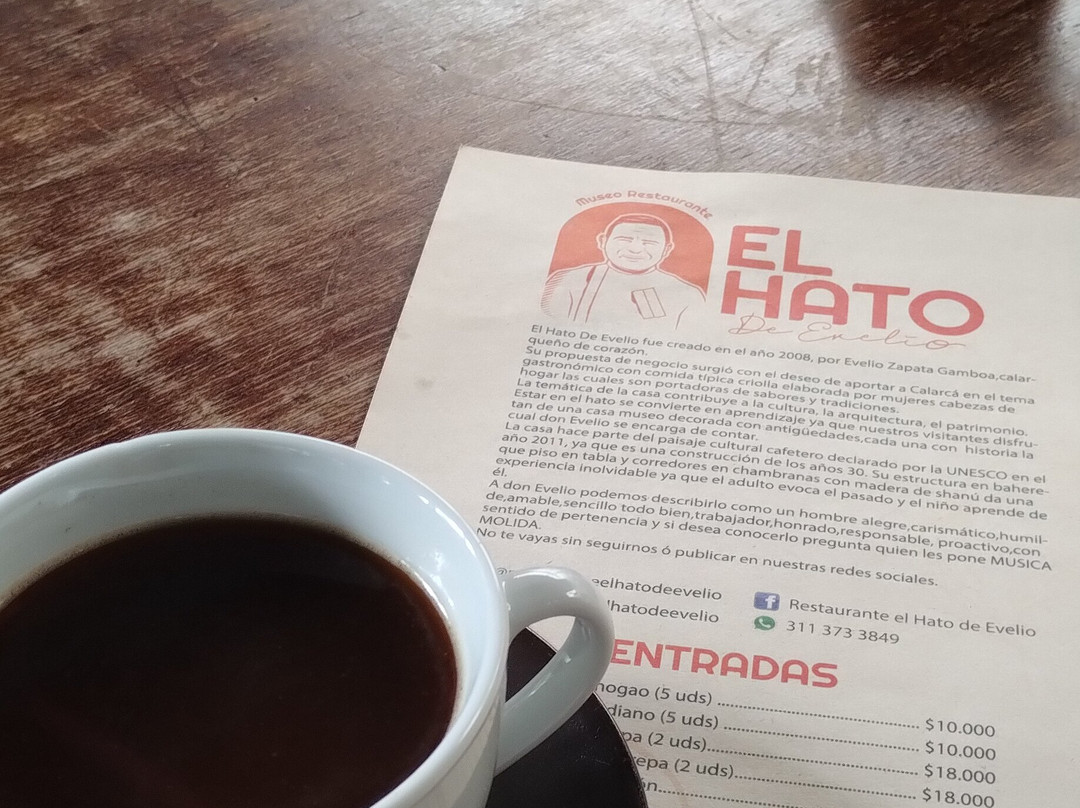 Museo Restaurante
EL
HATO
De Evelio
El Hato De Evelio fue creado en el año 2008, por Evelio Zapata Gamboa,calar-
queño de corazón.
Su propuesta de negocio surgió con el deseo de aportar a Calarcá en el tema
gastronómico con comida típica criolla elaborada por mujeres cabezas de
hogar las cuales son portadoras de sabores y tradiciones.
La temática de la casa contribuye a la cultura, la arquitectura, el patrimonio.
Estar en el hato se convierte en aprendizaje ya que nuestros visitantes disfru-
tan de una casa museo decorada con antigüedades,cada una con historia la
cual don Evelio se encarga de contar.
La casa hace parte del paisaje cultural cafetero declarado por la UNESCO en el
año 2011, ya que es una construcción de los años 30. Su estructura en bahere-
que piso en tabla y corredores en chambranas con madera de shanú da una
experiencia inolvidable ya que el adulto evoca el pasado y el niño aprende de
él.
A don Evelio podemos describirlo como un hombre alegre,carismático,humil-
de,amable,sencillo todo bien,trabajador,honrado,responsable, proactivo,con
sentido de pertenencia y si desea conocerlo pregunta quien les pone MUSICA
MOLIDA.
No te vayas sin seguirnos ó publicar en nuestras redes sociales.
eelhatodeevelio
lhatodeevelio
Restaurante el Hato de Evelio
311 373 3849
ENTRADAS
nogao (5 uds) $10.000
diano (5 uds) $10.000
pa (2 uds) $18.000
repa (2 uds) $18.000